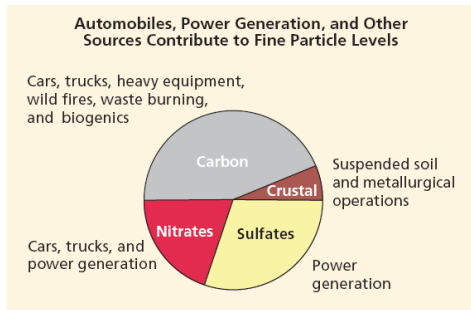 Automobiles, Power Generation, and Other
Sources Contribute to Fine Particle Levels
Cars, trucks, heavy equipment,
wild fires, waste burning,
and biogenics
Carbon
Crustal
Suspended soil
and metallurgical
operations
Nitrates
Sulfates
Cars, trucks, and
power generation
Power
generation